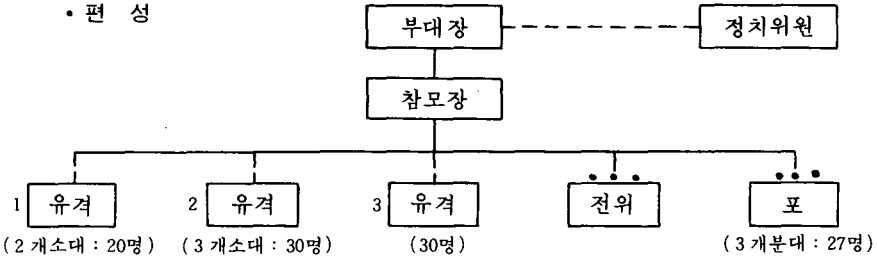 • 편 성
부대장
정치위원
참모장
1 유격
2 유격
3 유격
전위
포
(2개소대 : 20명)
(3개소대 : 30명)
(30명)
(3개분대 : 27명)